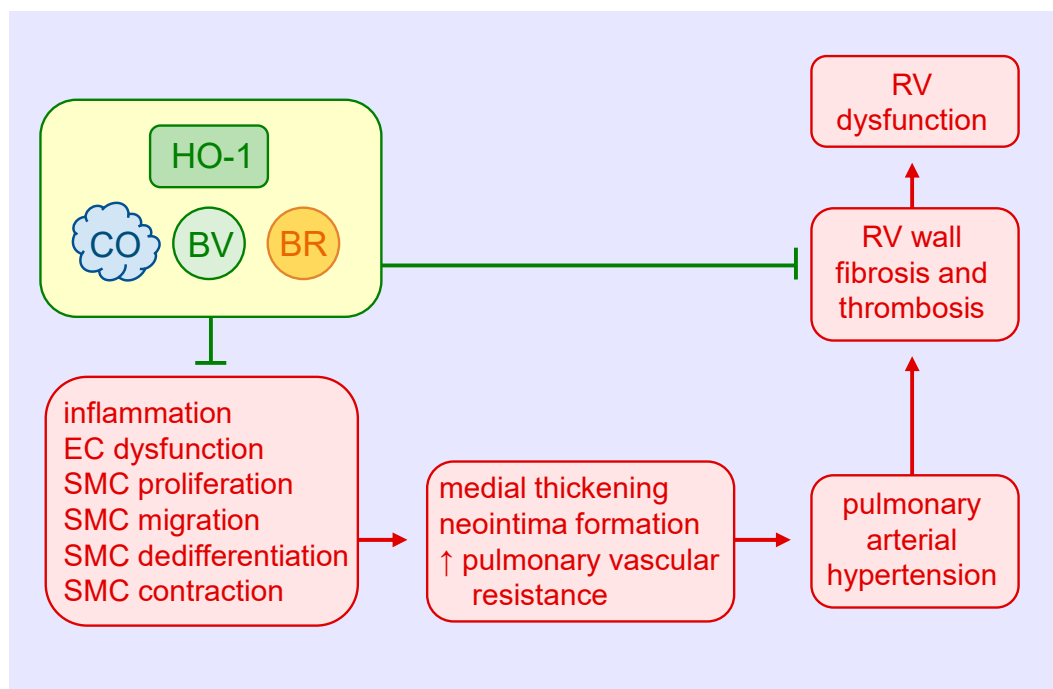 HO-1
CO
BV
BR
inflammation
EC dysfunction
SMC proliferation
SMC migration
SMC dedifferentiation
SMC contraction
medial thickening
neointima formation
↑ pulmonary vascular
resistance
pulmonary
arterial
hypertension
RV wall
fibrosis and
thrombosis
RV
dysfunction